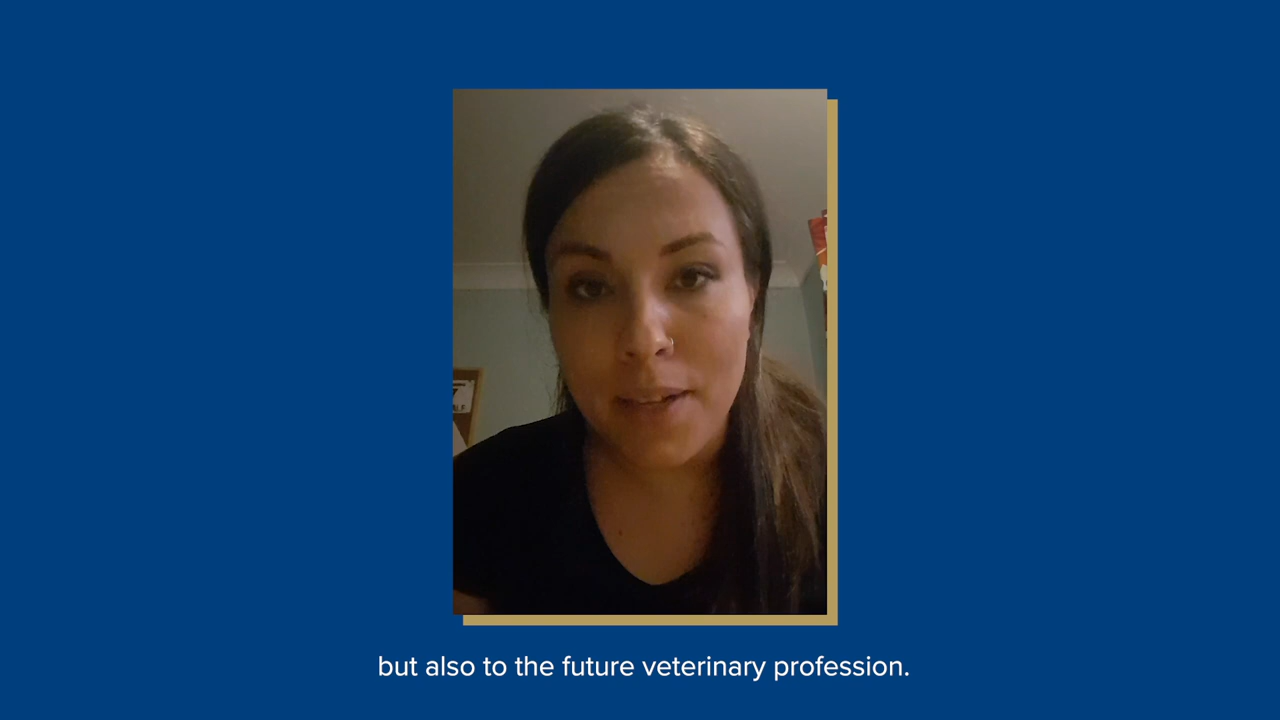 but also to the future veterinary profession.